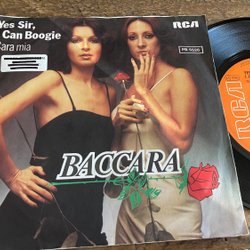 Yes Sir,
Can Boogie
Cara mia
RCA
PB 5526
BACCARA
RCA